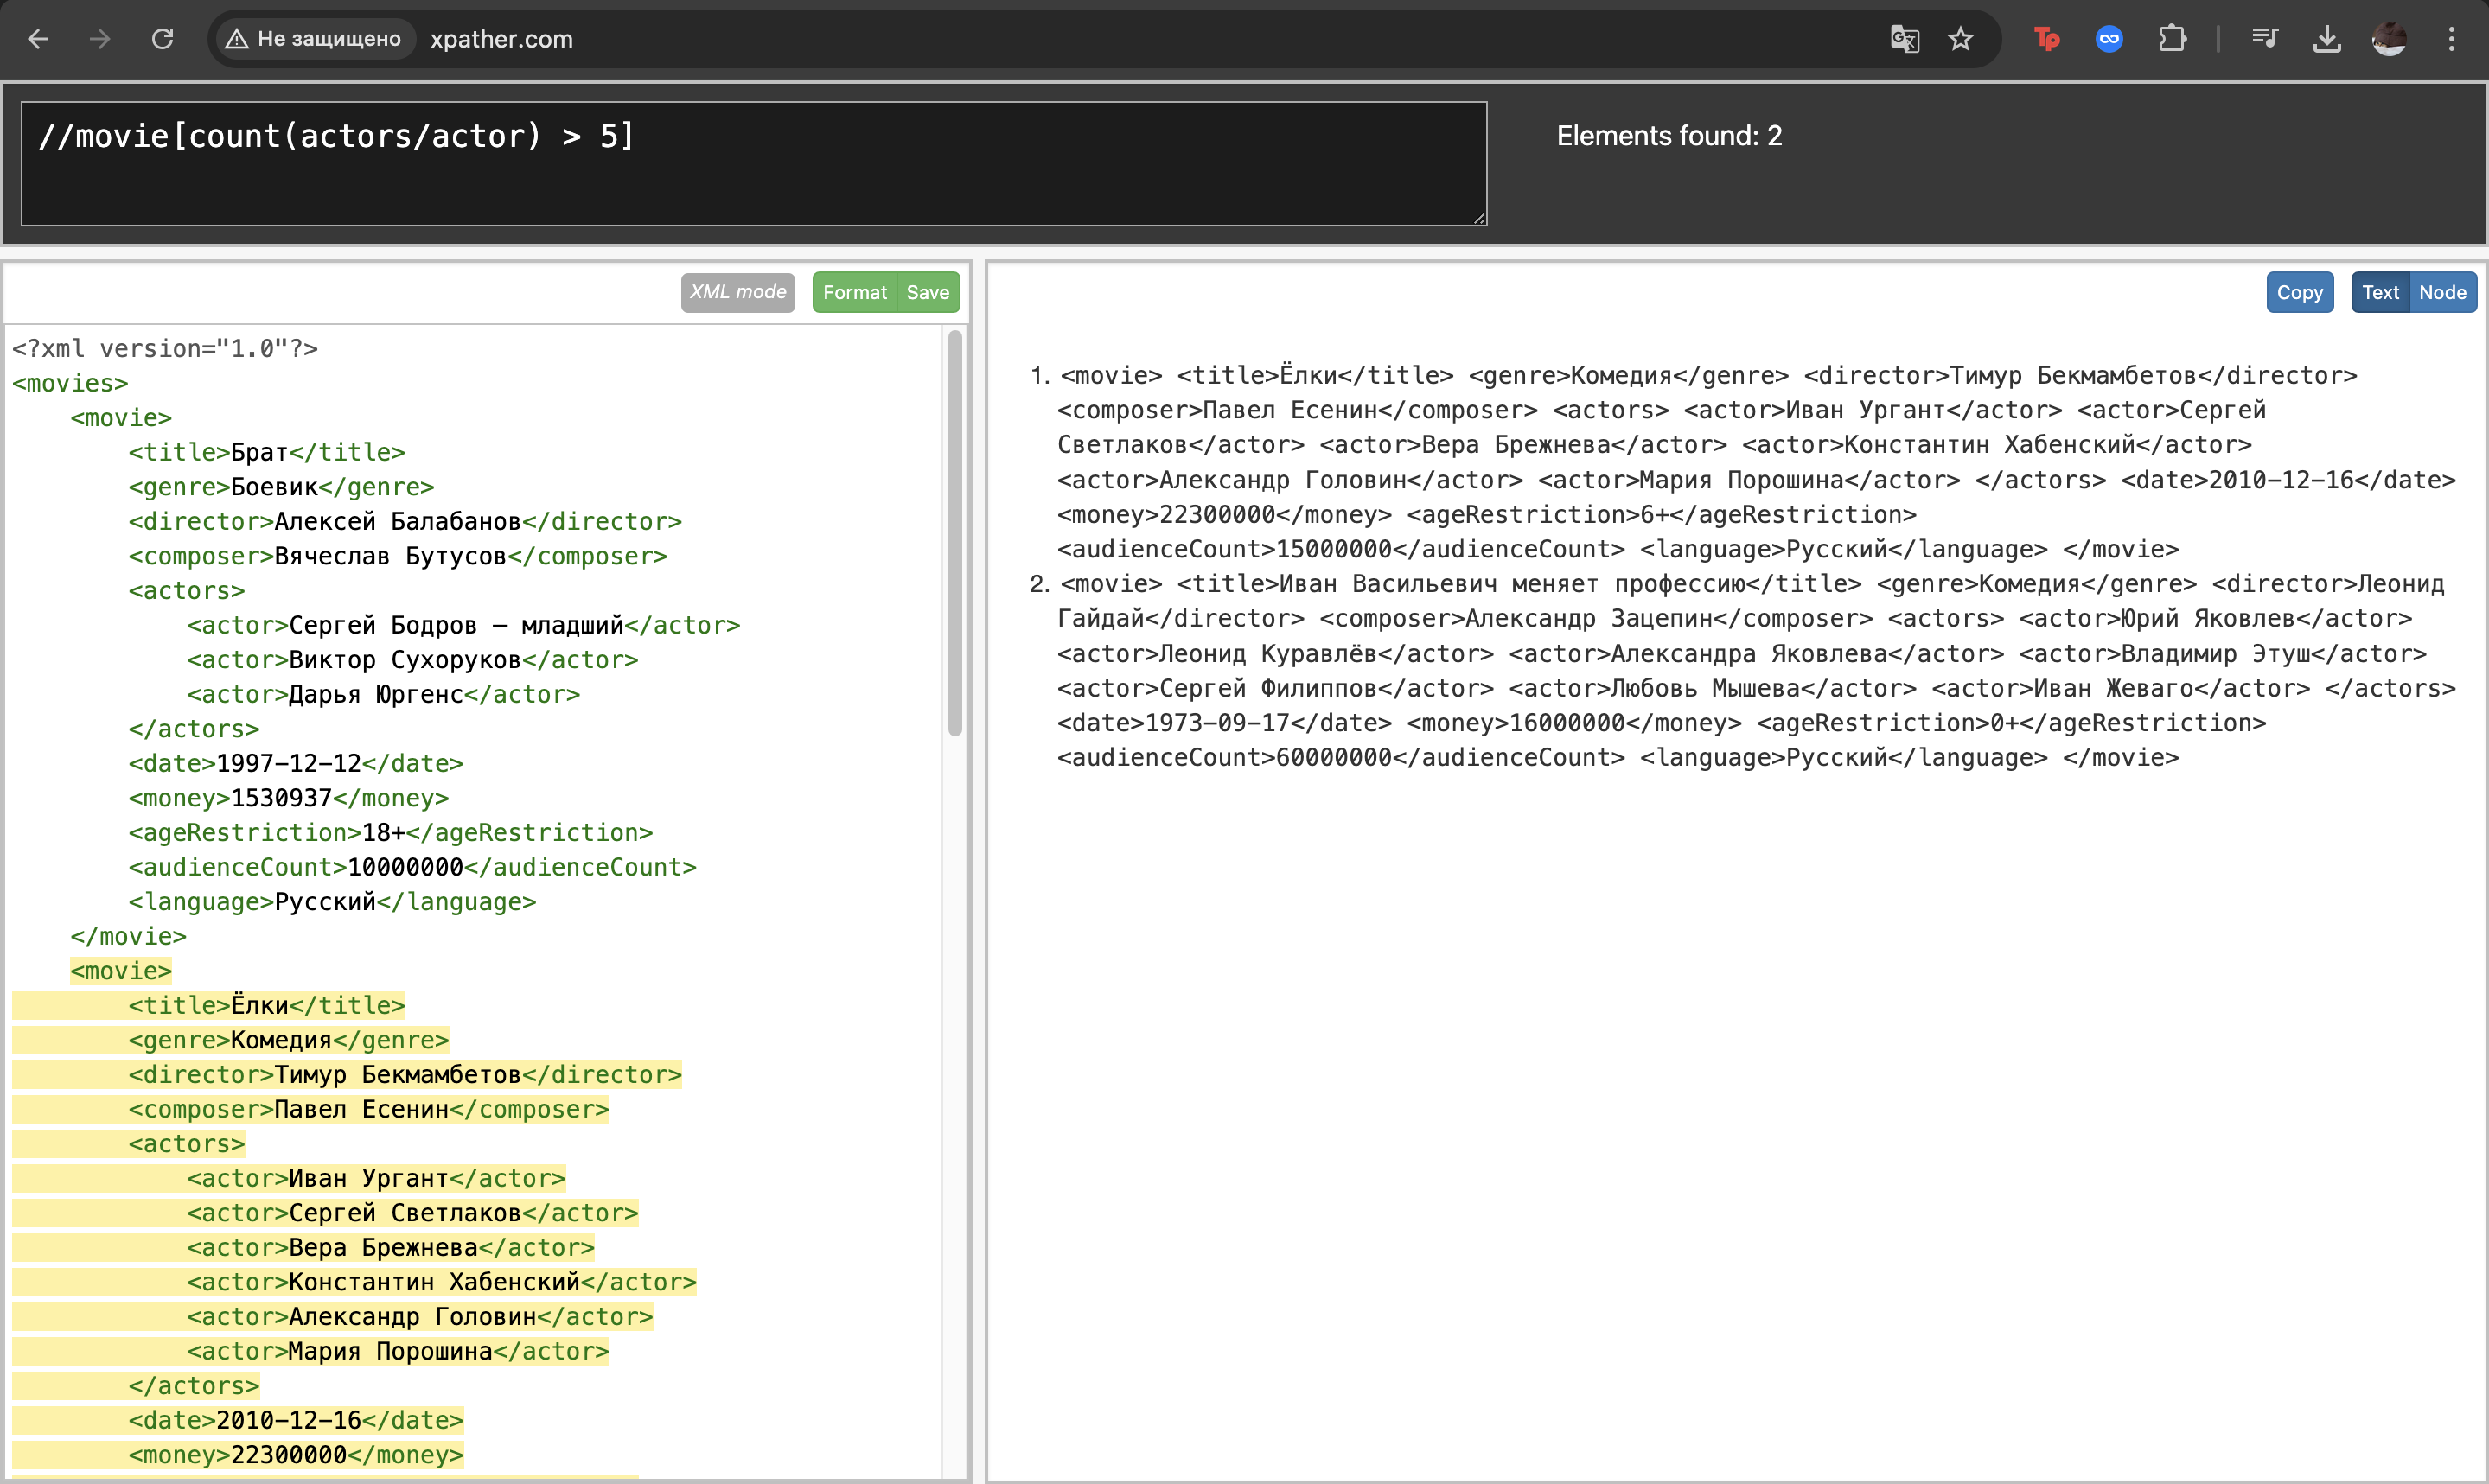 Не защищено xpather.com
//movie[count(actors/actor) > 5]
Elements found: 2
XML mode Format Save
<?xml version="1.0"?>
<movies>
<movie>
<title>Брат</title>
<genre>Боевик</genre>
<director>Алексей Балабанов</director>
<composer>Вячеслав Бутусов</composer>
<actors>
<actor>Сергей Бодров – младший</actor>
<actor>Виктор Сухоруков</actor>
<actor>Дарья Юргенс</actor>
</actors>
<date>1997-12-12</date>
<money>1530937</money>
<ageRestriction>18+</ageRestriction>
<audienceCount>10000000</audienceCount>
<language>Русский</language>
</movie>
<movie>
<title>Ёлки</title>
<genre>Комедия</genre>
<director>Тимур Бекмамбетов</director>
<composer>Павел Есенин</composer>
<actors>
<actor>Иван Ургант</actor>
<actor>Сергей Светлаков</actor>
<actor>Вера Брежнева</actor>
<actor>Константин Хабенский</actor>
<actor>Александр Головин</actor>
<actor>Мария Порошина</actor>
</actors>
<date>2010-12-16</date>
<money>22300000</money>
Copy Text Node
1. <movie> <title>Ёлки</title> <genre>Комедия</genre> <director>Тимур Бекмамбетов</director>
<composer>Павел Есенин</composer> <actors> <actor>Иван Ургант</actor> <actor>Сергей
Светлаков</actor> <actor>Вера Брежнева</actor> <actor>Константин Хабенский</actor>
<actor>Александр Головин</actor> <actor>Мария Порошина</actor> </actors> <date>2010-12-16</date>
<money>22300000</money> <ageRestriction>6+</ageRestriction>
<audienceCount>15000000</audienceCount> <language>Русский</language> </movie>
2. <movie> <title>Иван Васильевич меняет профессию</title> <genre>Комедия</genre> <director>Леонид
Гайдай</director> <composer>Александр Зацепин</composer> <actors> <actor>Юрий Яковлев</actor>
<actor>Леонид Куравлёв</actor> <actor>Александра Яковлева</actor> <actor>Владимир Этуш</actor>
<actor>Сергей Филиппов</actor> <actor>Любовь Мышева</actor> <actor>Иван Жеваго</actor> </actors>
<date>1973-09-17</date> <money>16000000</money> <ageRestriction>0+</ageRestriction>
<audienceCount>60000000</audienceCount> <language>Русский</language> </movie>